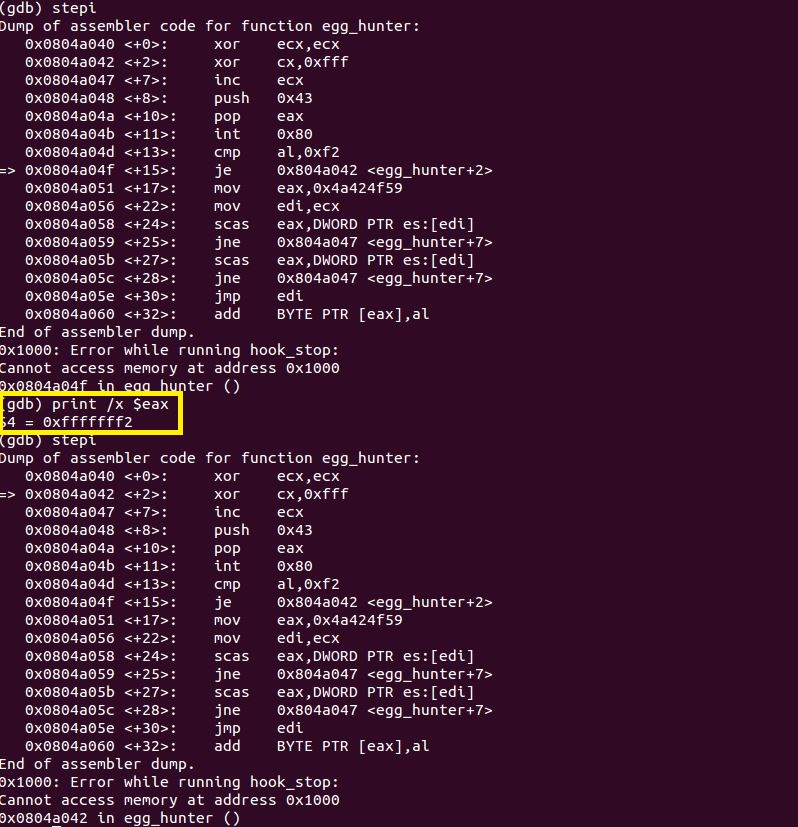 (gdb) stepi
Dump of assembler code for function egg_hunter:
   0x0804a040 <+0>:     xor    ecx,ecx
   0x0804a042 <+2>:     xor    cx,0xfff
   0x0804a047 <+7>:     inc    ecx
   0x0804a048 <+8>:     push   0x43
   0x0804a04a <+10>:    pop    eax
   0x0804a04b <+11>:    int    0x80
   0x0804a04d <+13>:    cmp    al,0xf2
=> 0x0804a04f <+15>:    je     0x804a042 <egg_hunter+2>
   0x0804a051 <+17>:    mov    eax,0x4a424f59
   0x0804a056 <+22>:    mov    edi,ecx
   0x0804a058 <+24>:    scas   eax,DWORD PTR es:[edi]
   0x0804a059 <+25>:    jne    0x804a047 <egg_hunter+7>
   0x0804a05b <+27>:    scas   eax,DWORD PTR es:[edi]
   0x0804a05c <+28>:    jne    0x804a047 <egg_hunter+7>
   0x0804a05e <+30>:    jmp    edi
   0x0804a060 <+32>:    add    BYTE PTR [eax],al
End of assembler dump.
0x1000: Error while running hook_stop:
Cannot access memory at address 0x1000
0x0804a04f in egg_hunter ()
(gdb) print /x $eax
$4 = 0xfffffff2
(gdb) stepi
Dump of assembler code for function egg_hunter:
   0x0804a040 <+0>:     xor    ecx,ecx
=> 0x0804a042 <+2>:     xor    cx,0xfff
   0x0804a047 <+7>:     inc    ecx
   0x0804a048 <+8>:     push   0x43
   0x0804a04a <+10>:    pop    eax
   0x0804a04b <+11>:    int    0x80
   0x0804a04d <+13>:    cmp    al,0xf2
   0x0804a04f <+15>:    je     0x804a042 <egg_hunter+2>
   0x0804a051 <+17>:    mov    eax,0x4a424f59
   0x0804a056 <+22>:    mov    edi,ecx
   0x0804a058 <+24>:    scas   eax,DWORD PTR es:[edi]
   0x0804a059 <+25>:    jne    0x804a047 <egg_hunter+7>
   0x0804a05b <+27>:    scas   eax,DWORD PTR es:[edi]
   0x0804a05c <+28>:    jne    0x804a047 <egg_hunter+7>
   0x0804a05e <+30>:    jmp    edi
   0x0804a060 <+32>:    add    BYTE PTR [eax],al
End of assembler dump.
0x1000: Error while running hook_stop:
Cannot access memory at address 0x1000
0x0804a042 in egg_hunter ()